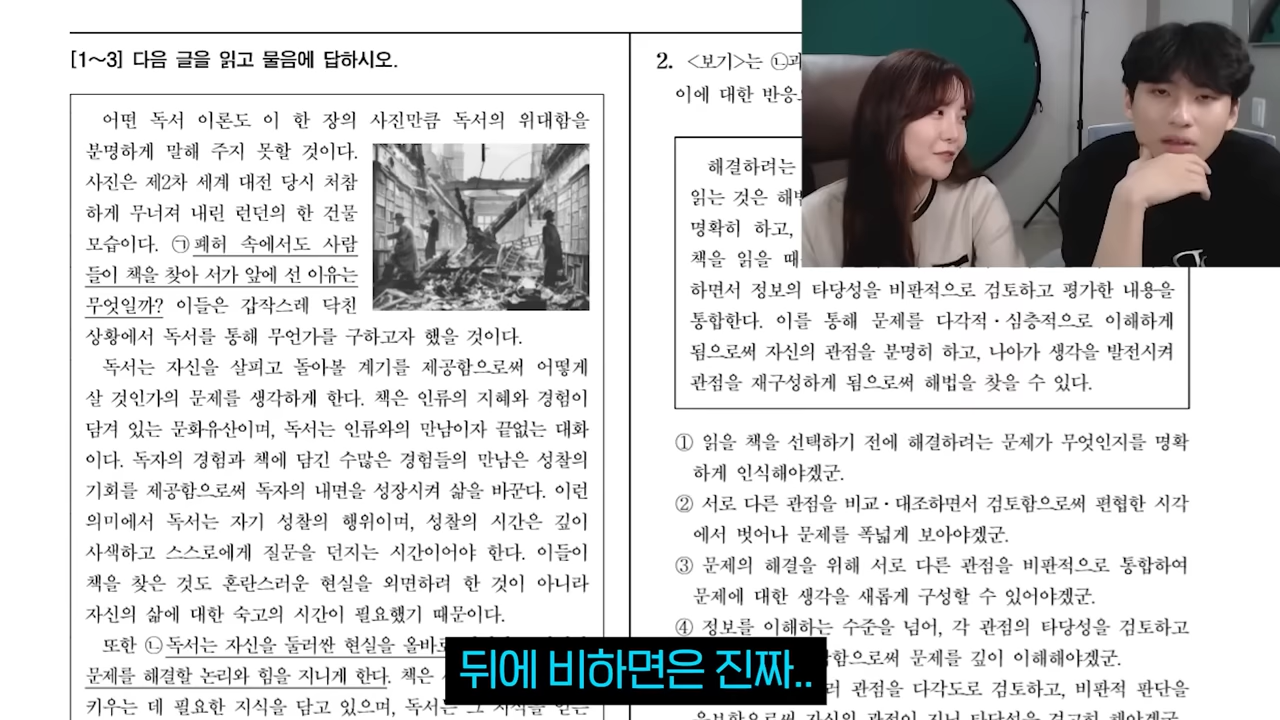 [1~3] 다음 글을 읽고 물음에 답하시오.
어떤 독서 이론도 이 한 장의 사진만큼 독서의 위대함을
분명하게 말해 주지 못할 것이다.
사진은 제2차 세계 대전 당시 처참
하게 무너져 내린 런던의 한 건물
모습이다. ㉠폐허 속에서도 사람
들이 책을 찾아 서가 앞에 선 이유는
무엇일까? 이들은 갑작스레 닥친
상황에서 독서를 통해 무언가를 구하고자 했을 것이다.
독서는 자신을 살피고 돌아볼 계기를 제공함으로써 어떻게
살 것인가의 문제를 생각하게 한다. 책은 인류의 지혜와 경험이
담겨 있는 문화유산이며, 독서는 인류와의 만남이자 끝없는 대화
이다. 독자의 경험과 책에 담긴 수많은 경험들의 만남은 성찰의
기회를 제공함으로써 독자의 내면을 성장시켜 삶을 바꾼다. 이런
의미에서 독서는 자기 성찰의 행위이며, 성찰의 시간은 깊이
사색하고 스스로에게 질문을 던지는 시간이어야 한다. 이들이
책을 찾은 것도 혼란스러운 현실을 외면하려 한 것이 아니라
자신의 삶에 대한 숙고의 시간이 필요했기 때문이다.
또한 ㉡독서는 자신을 둘러싼 현실을
문제를 해결할 논리와 힘을 지니게 한다. 책은
키우는 데 필요한 지식을 담고 있으며, 독서는 그 지식을 얻는
2. <보기>는 ㉡과
이에 대한 반응
해결하려는
읽는 것은
명확히 하고,
책을 읽을
하면서 정보의 타당성을 비판적으로 검토하고 평가한 내용을
통합한다. 이를 통해 문제를 다각적·심층적으로 이해하게
됨으로써 자신의 관점을 분명히 하고, 나아가 생각을 발전시켜
관점을 재구성하게 됨으로써 해법을 찾을 수 있다.
① 읽을 책을 선택하기 전에 해결하려는 문제가 무엇인지를 명확
하게 인식해야겠군.
② 서로 다른 관점을 비교·대조하면서 검토함으로써 편협한 시각
에서 벗어나 문제를 폭넓게 보아야겠군.
③ 문제의 해결을 위해 서로 다른 관점을 비판적으로 통합하여
문제에 대한 생각을 새롭게 구성할 수 있어야겠군.
④ 정보를 이해하는 수준을 넘어, 각 관점의 타당성을 검토하고
문제를 깊이 이해해야겠군.
관점을 다각도로 검토하고, 비판적 판단을
뒤에 비하면은 진짜..